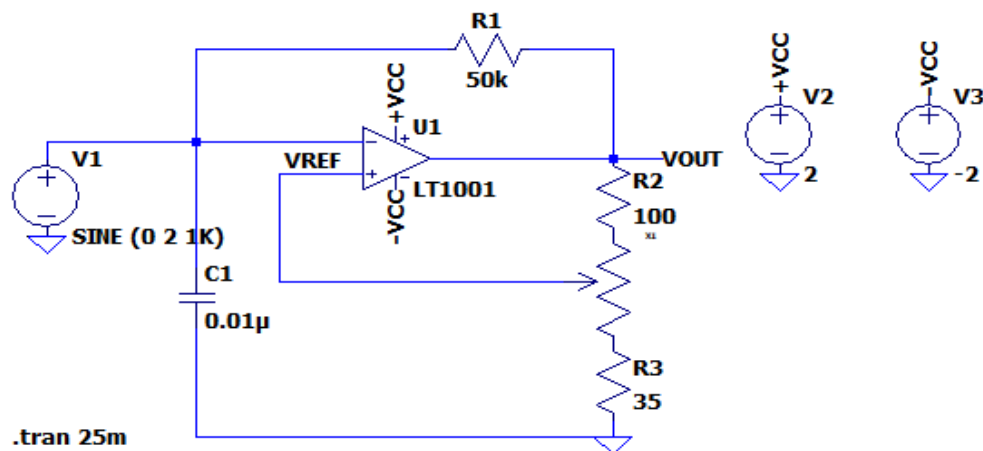 R1
50k
+VCC
U1
V1
VREF
LT1001
-VCC
SINE (0 2 1K)
C1
0.01µ
VOUT
R2
100
X1
R3
35
+VCC
V2
2
-VCC
V3
-2
.tran 25m